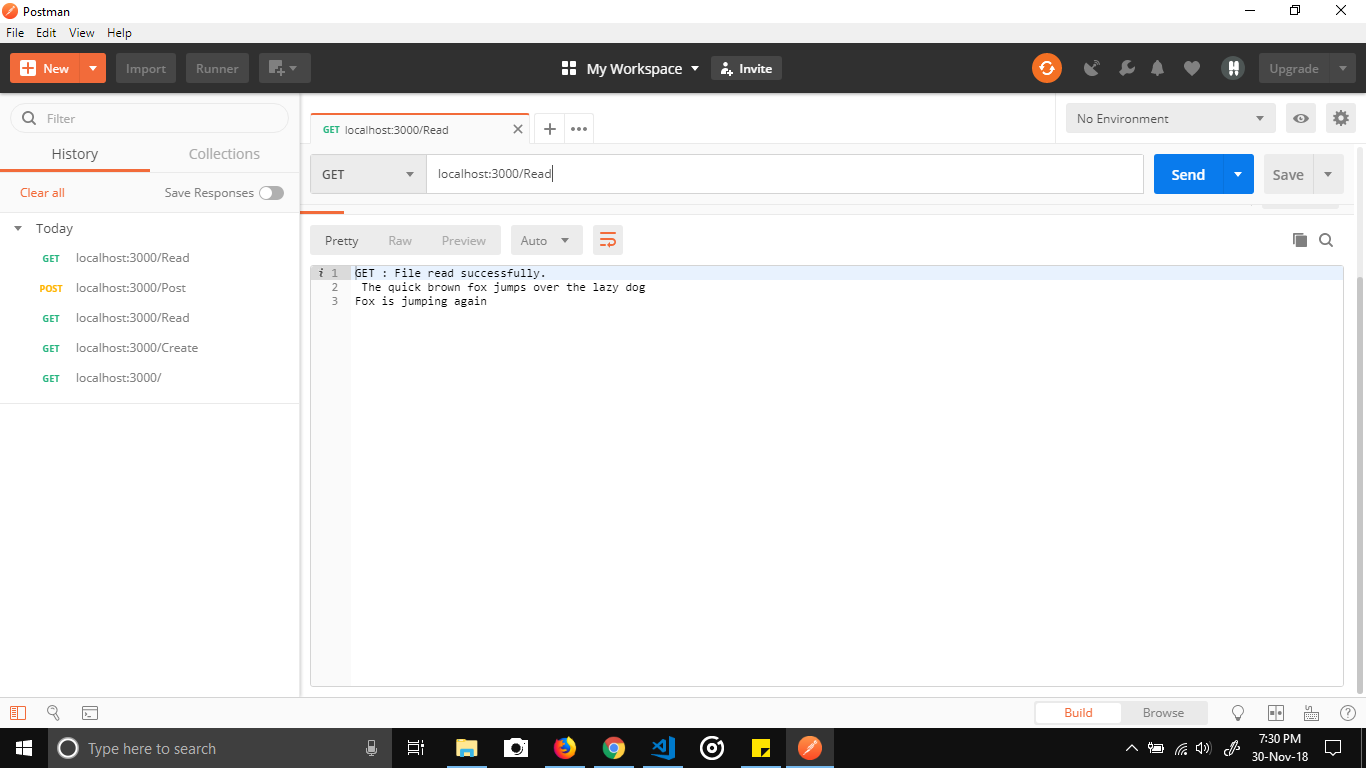 Postman
File Edit View Help
New Import Runner My Workspace Invite Upgrade
Filter
History Collections
Clear all Save Responses
Today
GET localhost:3000/Read
POST localhost:3000/Post
GET localhost:3000/Read
GET localhost:3000/Create
GET localhost:3000/
GET localhost:3000/Read
No Environment
GET localhost:3000/Read Send Save
Pretty Raw Preview Auto
i 1 GET : File read successfully.
2 The quick brown fox jumps over the lazy dog
3 Fox is jumping again
Build Browse
Type here to search
7:30 PM
30-Nov-18